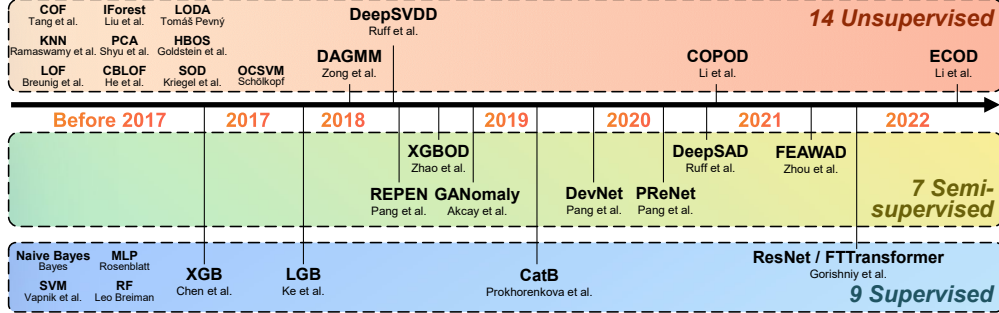 COF
Tang et al.
IForest
Liu et al.
LODA
Tomáš Pevný
KNN
Ramaswamy et al.
PCA
Shyu et al.
HBOS
Goldstein et al.
LOF
Breunig et al.
CBLOF
He et al.
SOD
Kriegel et al.
OCSVM
Schölkopf
DAGMM
Zong et al.
DeepSVDD
Ruff et al.
COPOD
Li et al.
ECOD
Li et al.
14 Unsupervised
Before 2017
2017
2018
2019
2020
2021
2022
XGBOD
Zhao et al.
REPEN
Pang et al.
GANomaly
Akcay et al.
DevNet
Pang et al.
PReNet
Pang et al.
DeepSAD
Ruff et al.
FEAWAD
Zhou et al.
7 Semi-
supervised
Naive Bayes
Bayes
MLP
Rosenblatt
SVM
Vapnik et al.
RF
Leo Breiman
XGB
Chen et al.
LGB
Ke et al.
CatB
Prokhorenkova et al.
ResNet / FTTransformer
Gorishniy et al.
9 Supervised